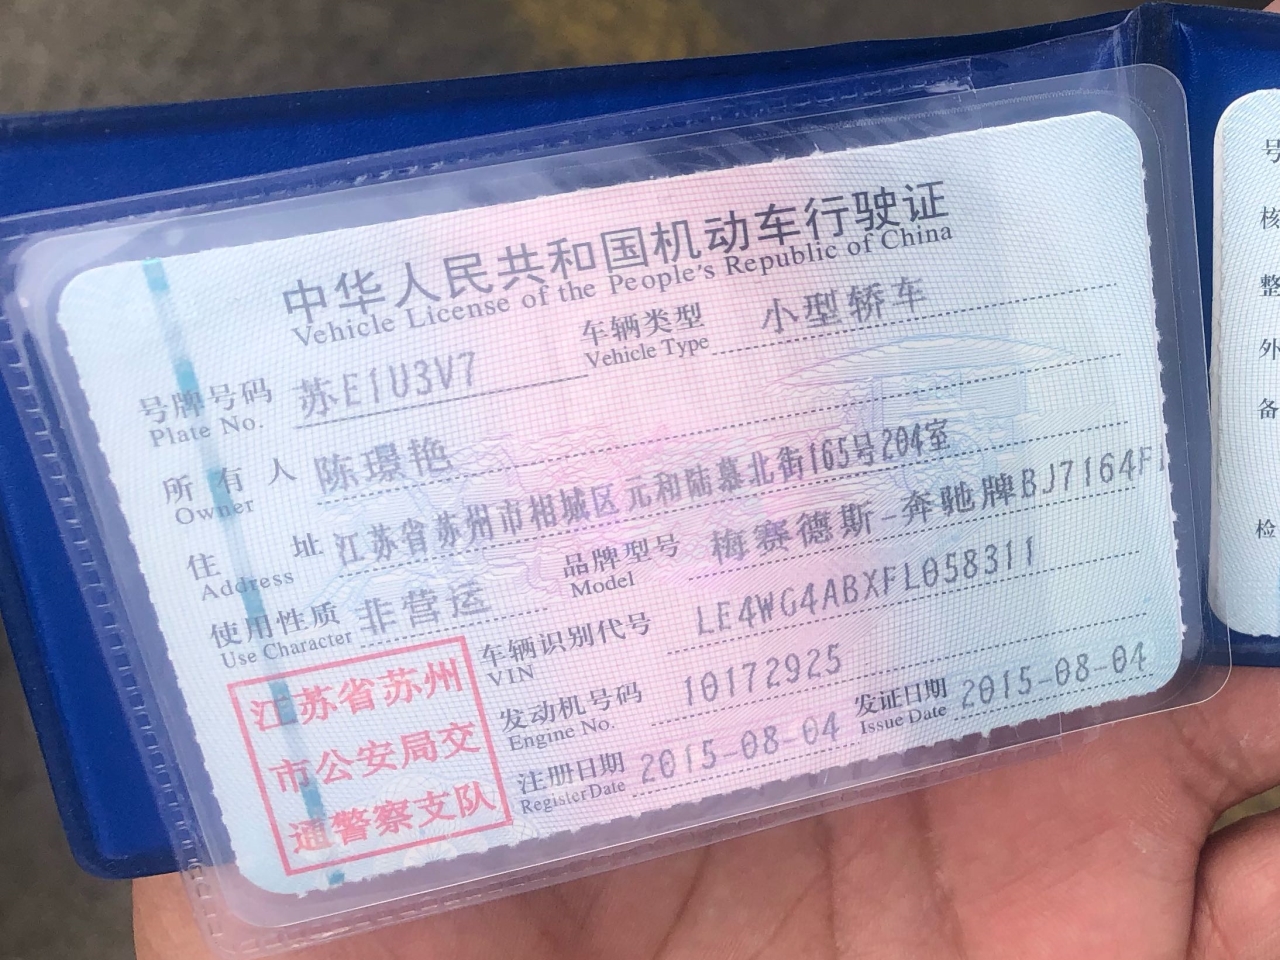 中华人民共和国机动车行驶证
Vehicle License of the People's Republic of China
号牌号码 苏E1U3V7 车辆类型 小型轿车
Plate No. Vehicle Type
所有人 陈璟艳
Owner
住址 江苏省苏州市相城区元和陆慕北街165号204室
Address
使用性质 非营运 品牌型号 梅赛德斯-奔驰牌BJ7164F
Use Character Model
车辆识别代号 LE4WG4ABXFL058311
VIN
发动机号码 10172925 发证日期 2015-08-04
Engine No. Issue Date
注册日期 2015-08-04
Register Date
江苏省苏州
市公安局交
通警察支队
号
核
整
外
备
检